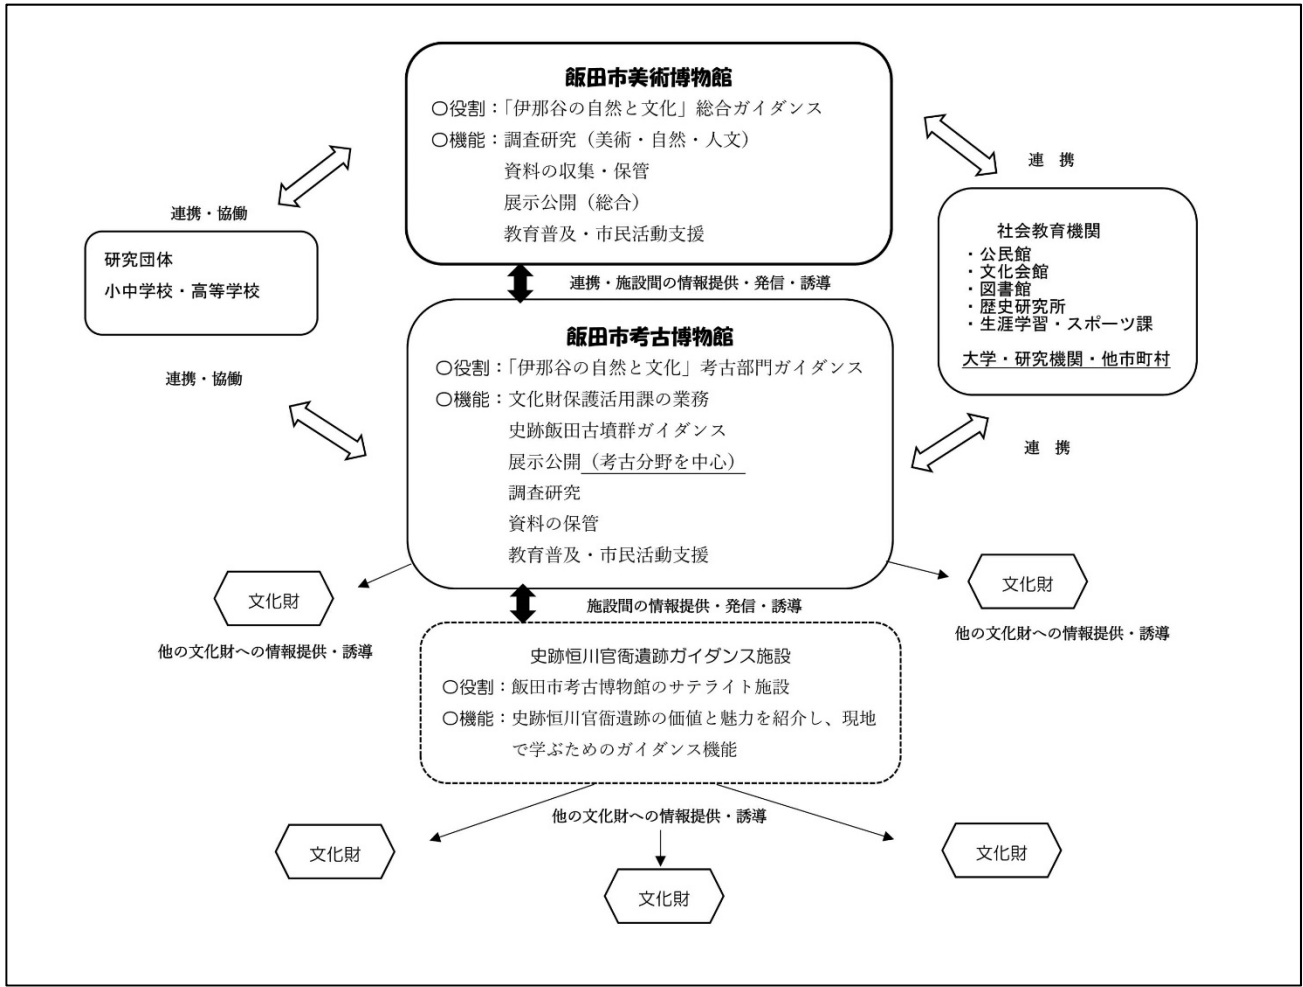 飯田市美術博物館
○役割：「伊那谷の自然と文化」総合ガイダンス
○機能：調査研究（美術・自然・人文）
資料の収集・保管
展示公開（総合）
教育普及・市民活動支援
連携・協働
研究団体
小中学校・高等学校
連携・協働
連　携
社会教育機関
・公民館
・文化会館
・図書館
・歴史研究所
・生涯学習・スポーツ課
大学・研究機関・他市町村
連　携
連携・施設間の情報提供・発信・誘導
飯田市考古博物館
○役割：「伊那谷の自然と文化」考古部門ガイダンス
○機能：文化財保護活用課の業務
史跡飯田古墳群ガイダンス
展示公開（考古分野を中心）
調査研究
資料の保管
教育普及・市民活動支援
文化財
他の文化財への情報提供・誘導
文化財
他の文化財への情報提供・誘導
施設間の情報提供・発信・誘導
史跡恒川官衙遺跡ガイダンス施設
○役割：飯田市考古博物館のサテライト施設
○機能：史跡恒川官衙遺跡の価値と魅力を紹介し、現地
で学ぶためのガイダンス機能
他の文化財への情報提供・誘導
文化財
文化財
文化財